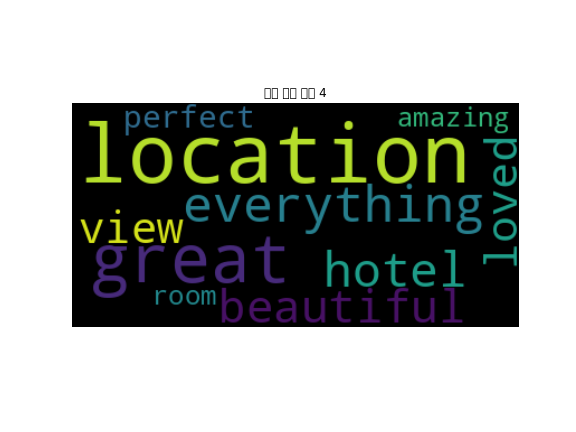 4
perfect amazing
location
loved
everything
view
great
hotel
room
beautiful